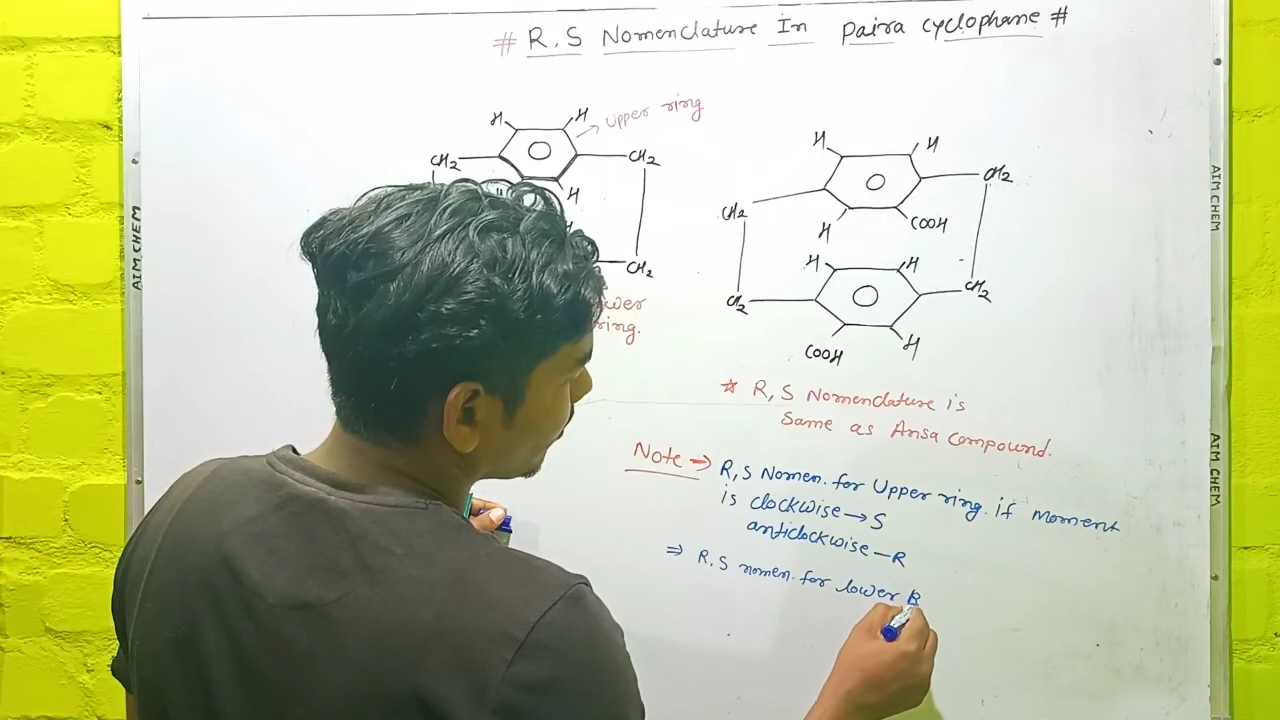 # R.S Nomenclature In Paira cyclophane #
H H Upper ring
CH2 CH2
H
CH2
ring.
H H
CH2
CH2
COOH
H
H H
CH2 CH2
COOH H
☆ R, S Nomenclature is
Same as Ansa Compound.
Note → R, S Nomen. for Upper ring. if Moment
is clockwise → S
anticlockwise — R
⇒ R.S nomen. for lower R
AIM CHEM
AIM CHEM
AIM CHEM